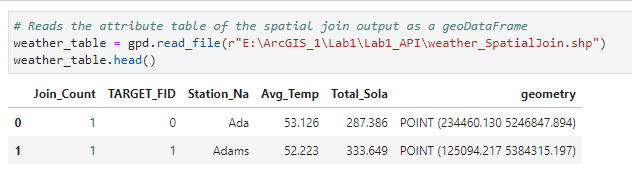 # Reads the attribute table of the spatial join output as a geoDataFrame
weather_table = gpd.read_file(r"E:\ArcGIS_1\Lab1\Lab1_API\weather_SpatialJoin.shp")
weather_table.head()
Join_Count TARGET_FID Station_Na Avg_Temp Total_Sola geometry
0 1 0 Ada 53.126 287.386 POINT (234460.130 5246847.894)
1 1 1 Adams 52.223 333.649 POINT (125094.217 5384315.197)